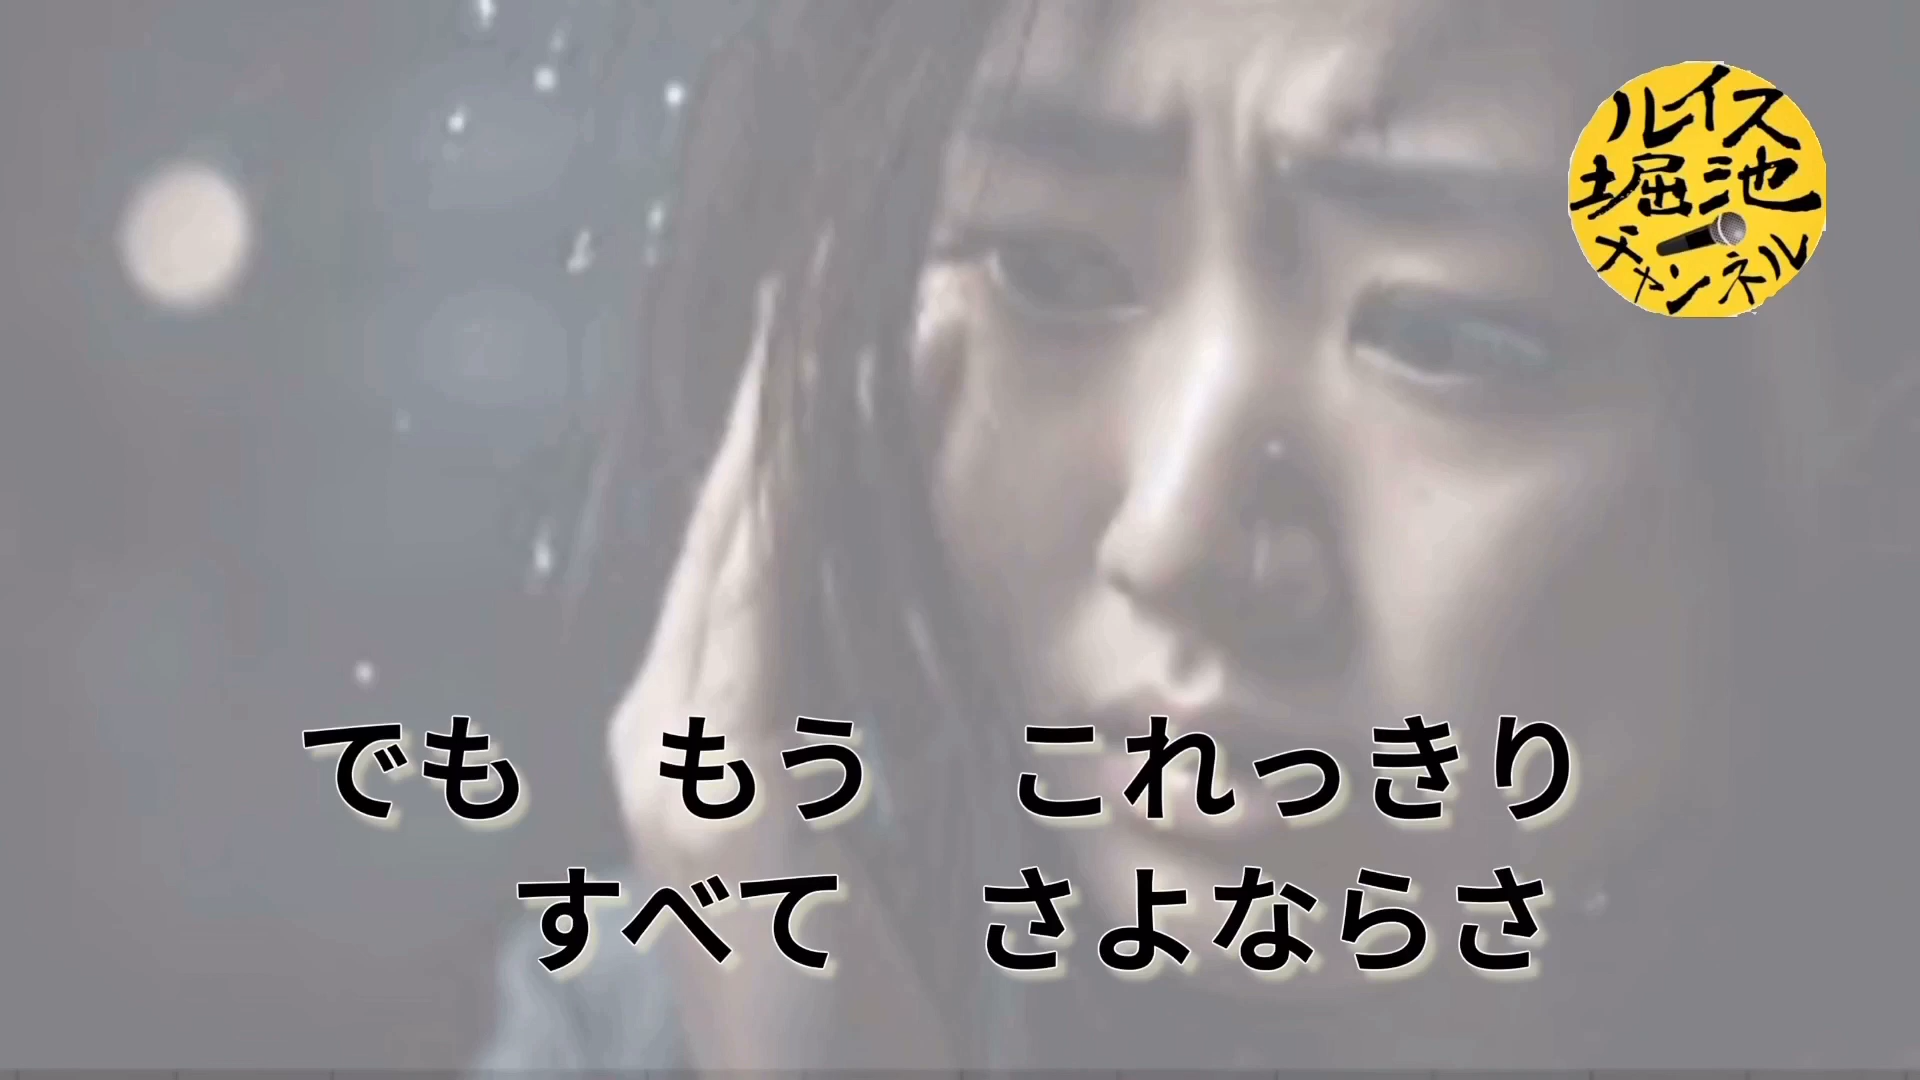 ルイス
堀池
チャンネル
でも　もう　これっきり
すべて　さよならさ